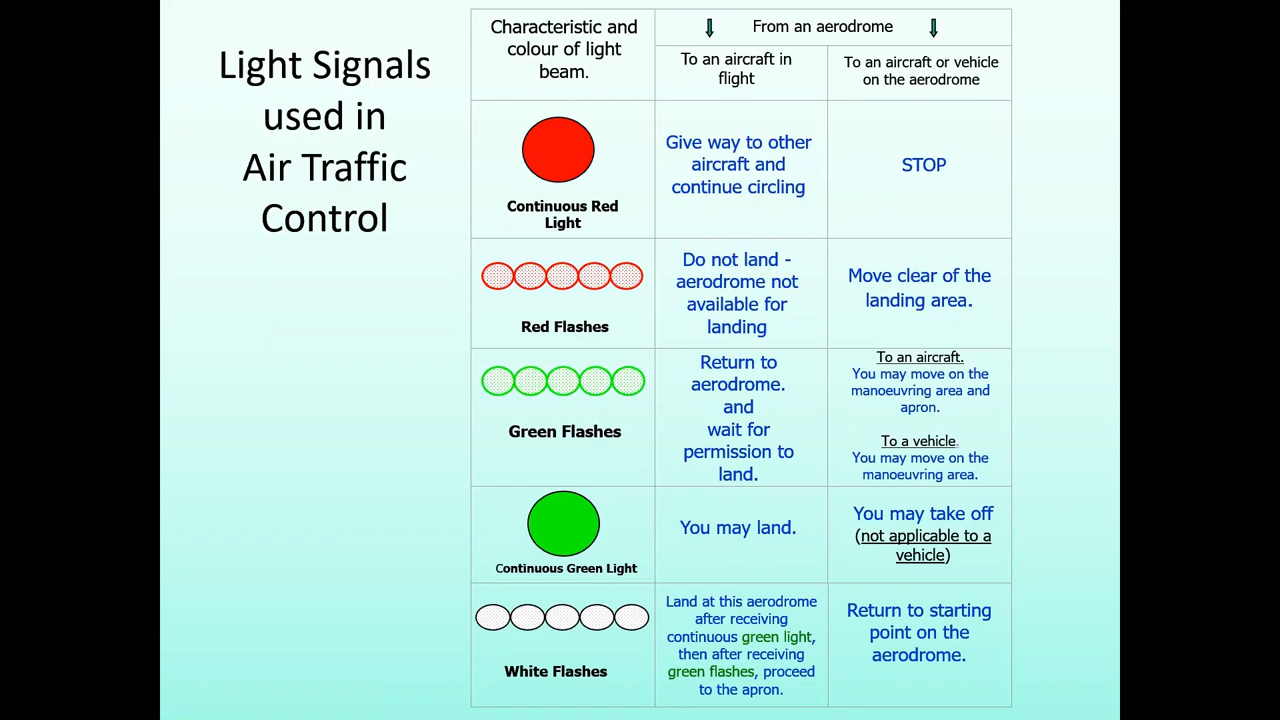 Light Signals
used in
Air Traffic
Control
Characteristic and
colour of light
beam.
From an aerodrome
To an aircraft in
flight
To an aircraft or vehicle
on the aerodrome
Continuous Red
Light
Give way to other
aircraft and
continue circling
STOP
Red Flashes
Do not land -
aerodrome not
available for
landing
Move clear of the
landing area.
Green Flashes
Return to
aerodrome.
and
wait for
permission to
land.
To an aircraft.
You may move on the
manoeuvring area and
apron.
To a vehicle.
You may move on the
manoeuvring area.
Continuous Green Light
You may land.
You may take off
(not applicable to a
vehicle)
White Flashes
Land at this aerodrome
after receiving
continuous green light,
then after receiving
green flashes, proceed
to the apron.
Return to starting
point on the
aerodrome.